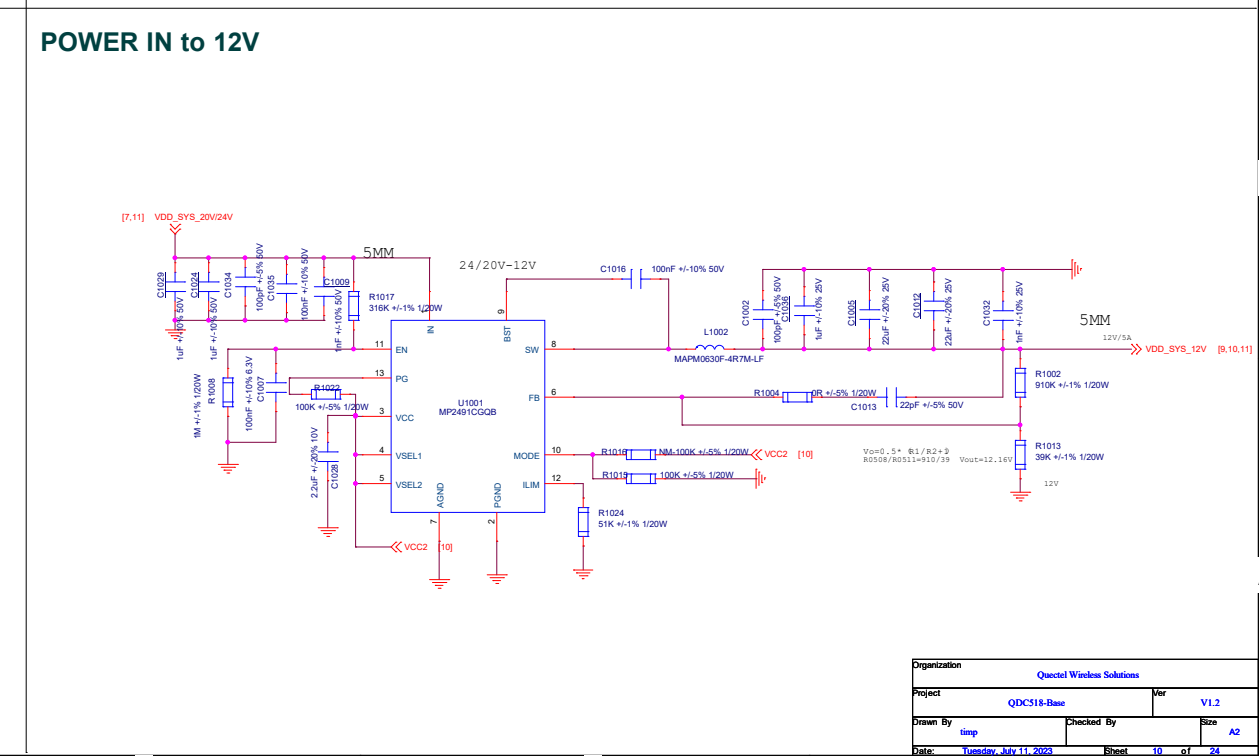 POWER IN to 12V
[7,11] VDD_SYS_20V/24V
5MM
24/20V-12V
C1029
1uF +/-10% 50V
C1024
1uF +/-10% 50V
C1034
100pF +/-5% 50V
C1035
100nF +/-10% 50V
C1009
1nF +/-10% 50V
R1017
316K +/-1% 1/20W
C1016
100nF +/-10% 50V
C1002
100pF +/-5% 50V
C1036
1uF +/-10% 25V
C1005
22uF +/-20% 25V
C1012
22uF +/-20% 25V
C1032
1nF +/-10% 25V
5MM
12V/5A
VDD_SYS_12V [9,10,11]
L1002
MAPM0630F-4R7M-LF
IN
9
BST
11
EN
13
PG
3
VCC
4
VSEL1
5
VSEL2
U1001
MP2491CGQB
SW
8
FB
6
MODE
10
ILIM
12
AGND
7
PGND
2
R1008
1M +/-1% 1/20W
C1007
100nF +/-10% 6.3V
R1022
100K +/-5% 1/20W
C1028
2.2uF +/-20% 10V
VCC2 [10]
R1004
0R +/-5% 1/20W
C1013
22pF +/-5% 50V
R1002
910K +/-1% 1/20W
R1013
39K +/-1% 1/20W
12V
R1016
NM-100K +/-5% 1/20W
VCC2 [10]
R1015
100K +/-5% 1/20W
R1024
51K +/-1% 1/20W
R0508/R0511=910/39 Vout=12.16V
Organization
Quectel Wireless Solutions
Project
QDC518-Base
Ver
V1.2
Drawn By
timp
Checked By
Size
A2
Date:
Tuesday, July 11, 2023
Sheet 10 of 24